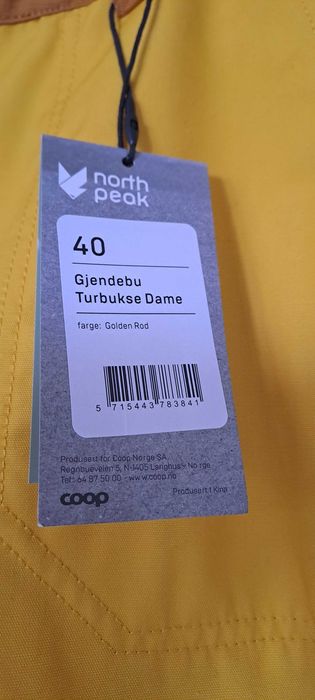 north
peak
40
Gjendebu
Turbukse Dame
farge: Golden Rod
5 715443 783841
Produsert for Coop Norge SA
Regnbueveien 5, N-1405 Langhus - Norge
Tel: 64 87 50 00 - www.coop.no
coop
Produsert i Kina